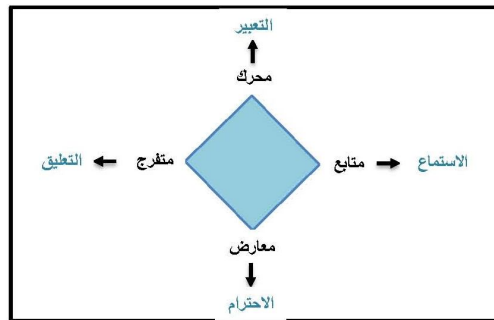 التعبير
محرك
الاستماع
متابع
متفرج
التعليق
معارض
الاحترام